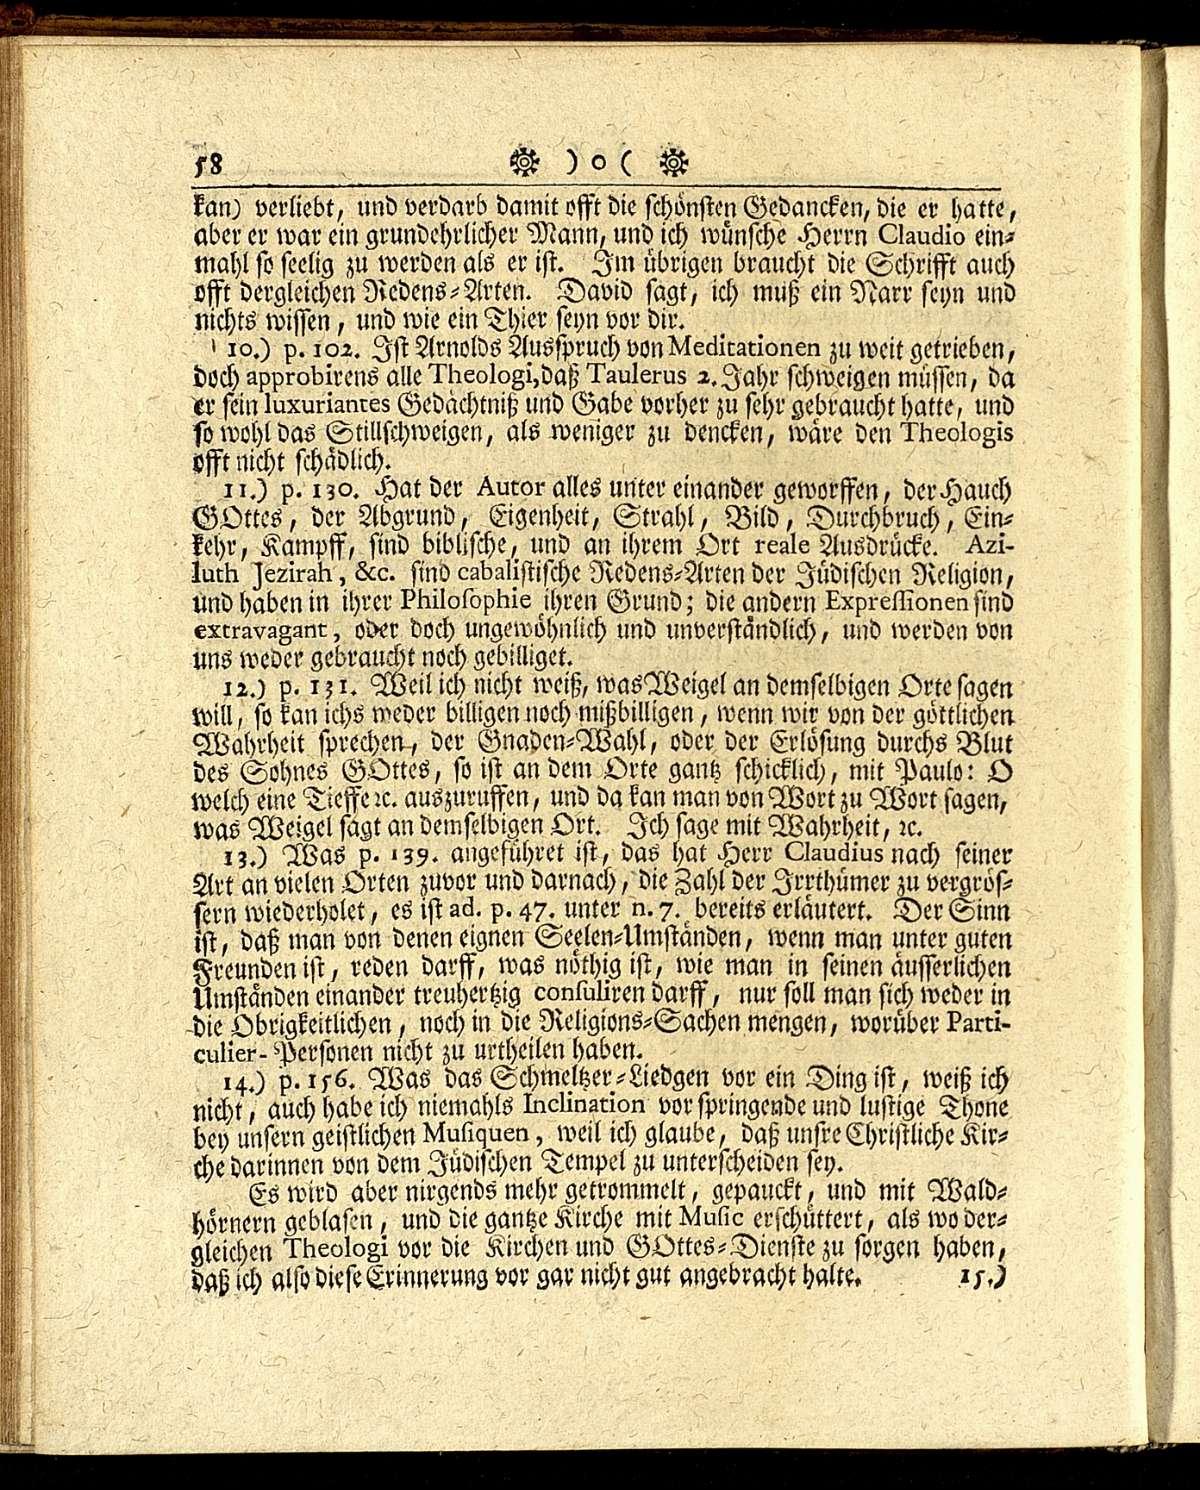 58 ) o (
kan) verliebt, und verdarb damit offt die schönsten Gedancken, die er hatte,
aber er war ein grundehrlicher Mann, und ich wünsche Herrn Claudio ein-
mahl so seelig zu werden als er ist. Im übrigen braucht die Schrifft auch
offt dergleichen Redens-Arten. David sagt, ich muß ein Narr seyn und
nichts wissen, und wie ein Thier seyn vor dir.
10.) p. 102. Ist Arnolds Ausspruch von Meditationen zu weit getrieben,
doch approbirens alle Theologi, daß Taulerus 2. Jahr schweigen müssen, da
er sein luxuriantes Gedächtniß und Gabe vorher zu sehr gebraucht hatte, und
so wohl das Stillschweigen, als weniger zu dencken, wäre den Theologis
offt nicht schädlich.
11.) p. 130. Hat der Autor alles unter einander geworffen, der Hauch
GOttes, der Abgrund, Eigenheit, Strahl, Bild, Durchbruch, Ein-
kehr, Kampff, sind biblische, und an ihrem Ort reale Ausdrücke. Azi-
luth Jezirah, &c. sind cabalistische Redens-Arten der Jüdischen Religion,
und haben in ihrer Philosophie ihren Grund; die andern Expressionen sind
extravagant, oder doch ungewöhnlich und unverständlich, und werden von
uns weder gebraucht noch gebilliget.
12.) p. 131. Weil ich nicht weiß, was Weigel an demselbigen Orte sagen
will, so kan ichs weder billigen noch mißbilligen, wenn wir von der göttlichen
Wahrheit sprechen, der Gnaden-Wahl, oder der Erlösung durchs Blut
des Sohnes GOttes, so ist an dem Orte gantz schicklich, mit Paulo: O
welch eine Tieffe ꝛc. auszuruffen, und da kan man von Wort zu Wort sagen,
was Weigel sagt an demselbigen Ort. Ich sage mit Wahrheit, ꝛc.
13.) Was p. 139. angeführet ist, das hat Herr Claudius nach seiner
Art an vielen Orten zuvor und darnach, die Zahl der Irrthümer zu vergrös-
sern wiederholet, es ist ad. p. 47. unter n. 7. bereits erläutert. Der Sinn
ist, daß man von denen eignen Seelen-Umständen, wenn man unter guten
Freunden ist, reden darff, was nöthig ist, wie man in seinen äusserlichen
Umständen einander treuhertzig consuliren darff, nur soll man sich weder in
die Obrigkeitlichen, noch in die Religions-Sachen mengen, worüber Parti-
culier-Personen nicht zu urtheilen haben.
14.) p. 156. Was das Schmeltzer-Liedgen vor ein Ding ist, weiß ich
nicht, auch habe ich niemahls Inclination vor springende und lustige Thone
bey unsern geistlichen Musiquen, weil ich glaube, daß unsre Christliche Kir-
che darinnen von dem Jüdischen Tempel zu unterscheiden sey.
Es wird aber nirgends mehr getrommelt, gepauckt, und mit Wald-
hörnern geblasen, und die gantze Kirche mit Music erschüttert, als wo der-
gleichen Theologi vor die Kirchen und GOttes-Dienste zu sorgen haben,
daß ich also diese Erinnerung vor gar nicht gut angebracht halte. 15.)